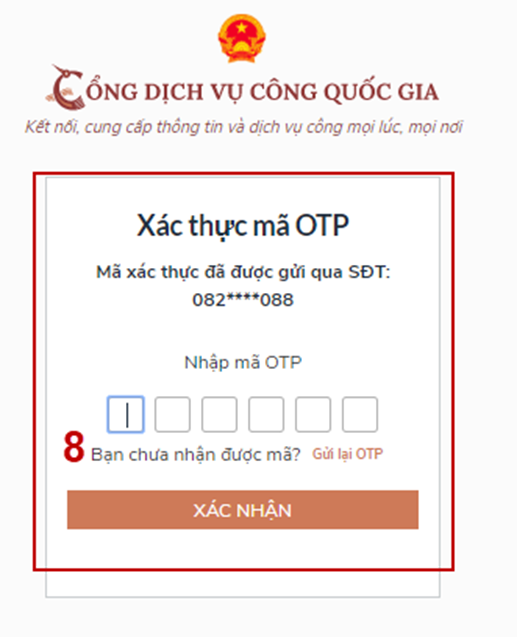 CỔNG DỊCH VỤ CÔNG QUỐC GIA
Kết nối, cung cấp thông tin và dịch vụ công mọi lúc, mọi nơi
Xác thực mã OTP
Mã xác thực đã được gửi qua SĐT:
082****088
Nhập mã OTP
8 Bạn chưa nhận được mã? Gửi lại OTP
XÁC NHẬN